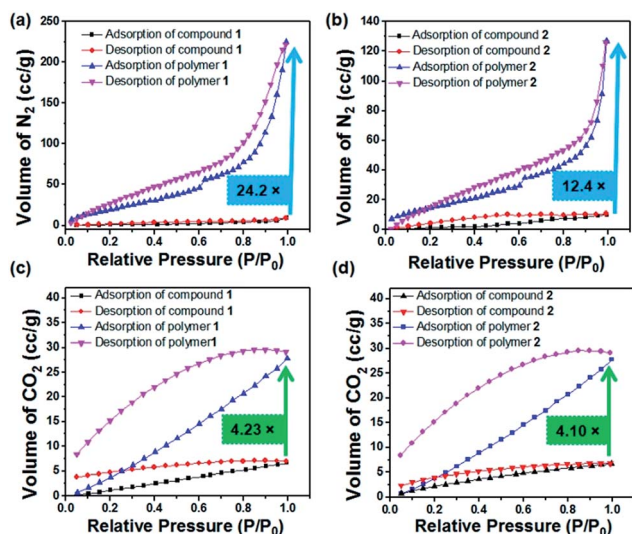 (a)
Adsorption of compound 1
Desorption of compound 1
Adsorption of polymer 1
Desorption of polymer 1
Volume of N2 (cc/g)
250
200
150
100
50
0
24.2 ×
0.0 0.2 0.4 0.6 0.8 1.0
Relative Pressure (P/P0)
(b)
Adsorption of compound 2
Desorption of compound 2
Adsorption of polymer 2
Desorption of polymer 2
Volume of N2 (cc/g)
140
120
100
80
60
40
20
0
12.4 ×
0.0 0.2 0.4 0.6 0.8 1.0
Relative Pressure (P/P0)
(c)
Adsorption of compound 1
Desorption of compound 1
Adsorption of polymer 1
Desorption of polymer1
Volume of CO2 (cc/g)
40
35
30
25
20
15
10
5
0
4.23 ×
0.0 0.2 0.4 0.6 0.8 1.0
Relative Pressure (P/P0)
(d)
Adsorption of compound 2
Desorption of compound 2
Adsorption of polymer 2
Desorption of polymer 2
Volume of CO2 (cc/g)
40
35
30
25
20
15
10
5
0
4.10 ×
0.0 0.2 0.4 0.6 0.8 1.0
Relative Pressure (P/P0)